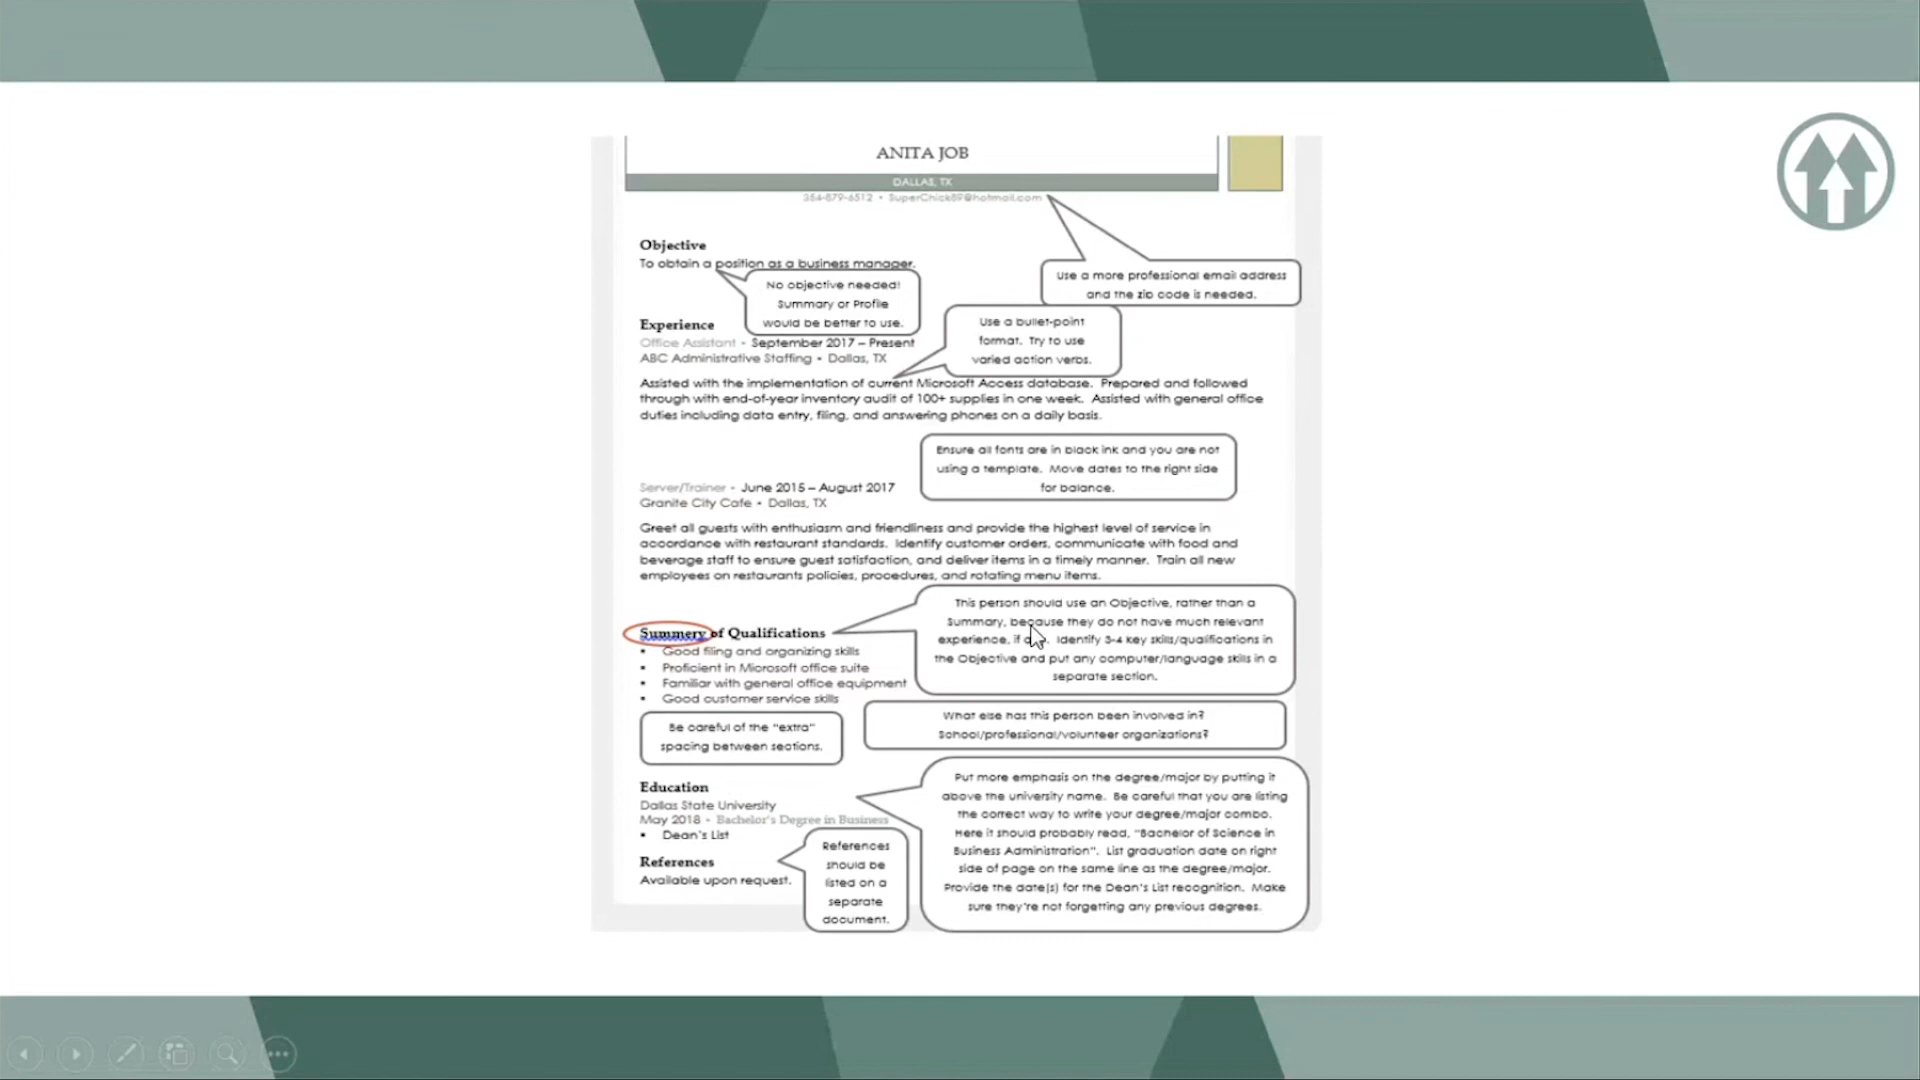 ANITA JOB
DALLAS, TX
354-879-6512 • SuperChick89@hotmail.com
Objective
To obtain a position as a business manager.
Use a more professional email address
and the zip code is needed.
No objective needed!
Summary or Profile
would be better to use.
Use a bullet-point
format. Try to use
varied action verbs.
Experience
Office Assistant • September 2017 – Present
ABC Administrative Staffing • Dallas, TX
Assisted with the implementation of current Microsoft Access database. Prepared and followed
through with end-of-year inventory audit of 100+ supplies in one week. Assisted with general office
duties including data entry, filing, and answering phones on a daily basis.
Ensure all fonts are in black ink and you are not
using a template. Move dates to the right side
for balance.
Server/Trainer • June 2015 – August 2017
Granite City Cafe • Dallas, TX
Greet all guests with enthusiasm and friendliness and provide the highest level of service in
accordance with restaurant standards. Identify customer orders, communicate with food and
beverage staff to ensure guest satisfaction, and deliver items in a timely manner. Train all new
employees on restaurants policies, procedures, and rotating menu items.
This person should use an Objective, rather than a
Summary, because they do not have much relevant
experience, if Identify 3-4 key skills/qualifications in
the Objective and put any computer/language skills in a
separate section.
Summery of Qualifications
• Good filing and organizing skills
• Proficient in Microsoft office suite
• Familiar with general office equipment
• Good customer service skills
Be careful of the "extra"
spacing between sections.
What else has this person been involved in?
School/professional/volunteer organizations?
Education
Dallas State University
May 2018 • Bachelor's Degree in Business
• Dean's List
Put more emphasis on the degree/major by putting it
above the university name. Be careful that you are listing
the correct way to write your degree/major combo.
Here it should probably read, "Bachelor of Science in
Business Administration". List graduation date on right
side of page on the same line as the degree/major.
Provide the date(s) for the Dean's List recognition. Make
sure they're not forgetting any previous degrees.
References
Available upon request.
References
should be
listed on a
separate
document.